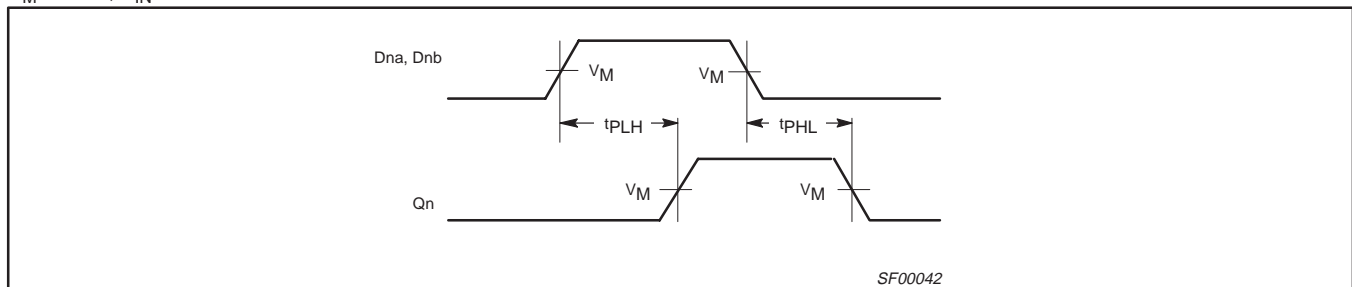 Dna, Dnb
VM
VM
tPLH
tPHL
VM
VM
Qn
SF00042